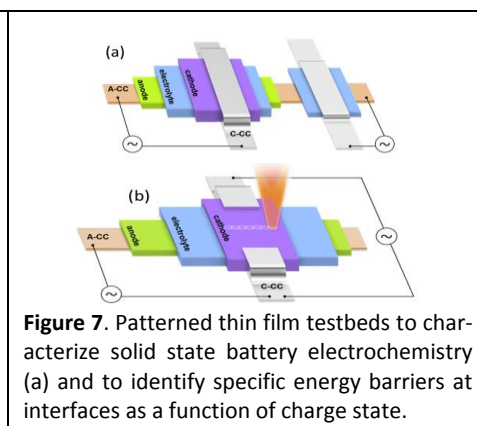 (a)
A-CC
anode
electrolyte
cathode
C-CC
~
~
(b)
A-CC
anode
electrolyte
cathode
C-CC
~
~
Figure 7. Patterned thin film testbeds to char-
acterize solid state battery electrochemistry
(a) and to identify specific energy barriers at
interfaces as a function of charge state.